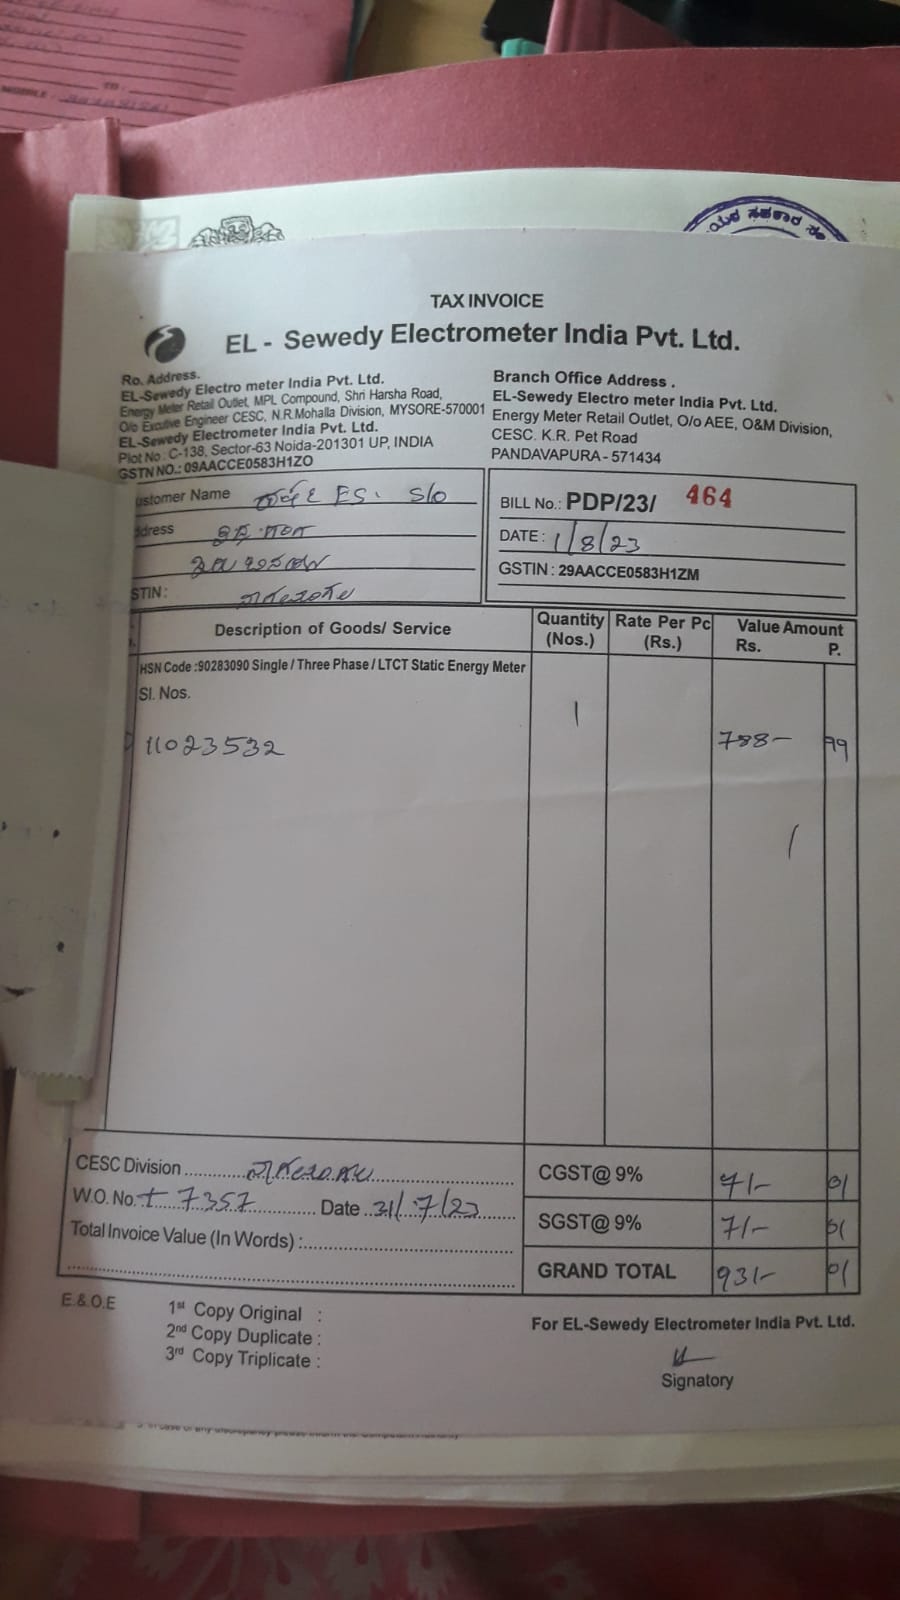 TAX INVOICE
EL - Sewedy Electrometer India Pvt. Ltd.
Ro. Address.
EL-Sewedy Electro meter India Pvt. Ltd.
Energy Meter Retail Outlet, MPL Compound, Shri Harsha Road,
O/o Excutive Engineer CESC, N.R.Mohalla Division, MYSORE-570001
EL-Sewedy Electrometer India Pvt. Ltd.
Plot No : C-138, Sector-63 Noida-201301 UP, INDIA
GSTN NO.: 09AACCE0583H1ZO
Branch Office Address .
EL-Sewedy Electro meter India Pvt. Ltd.
Energy Meter Retail Outlet, O/o AEE, O&M Division,
CESC. K.R. Pet Road
PANDAVAPURA - 571434
ustomer Name S/o
ddress
STIN :
BILL No.: PDP/23/ 464
DATE : 1/8/23
GSTIN : 29AACCE0583H1ZM
Description of Goods/ Service Quantity (Nos.) Rate Per Pc (Rs.) Value Amount Rs. P.
HSN Code :90283090 Single / Three Phase / LTCT Static Energy Meter
Sl. Nos.
1
11023532 788- 99
CESC Division CGST@ 9% 71- 01
W.O. No. 7357 Date 31/7/23 SGST@ 9% 71- 01
Total Invoice Value (In Words) :
GRAND TOTAL 931- 01
E.& O.E
1st Copy Original :
2nd Copy Duplicate :
3rd Copy Triplicate :
For EL-Sewedy Electrometer India Pvt. Ltd.
Signatory